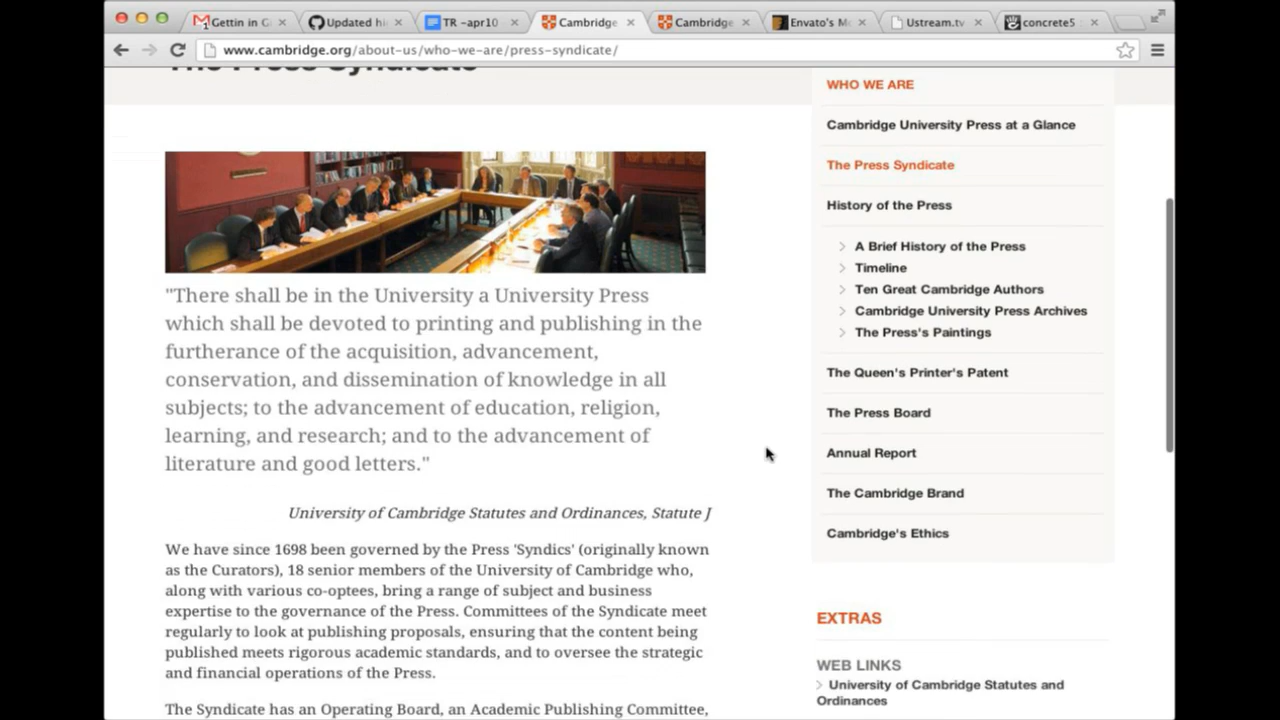 Gettin in G
Updated hi
TR -apr10
Cambridge
Cambridge
Envato's M
Ustream.tv
concrete5
www.cambridge.org/about-us/who-we-are/press-syndicate/
The Press Syndicate
"There shall be in the University a University Press
which shall be devoted to printing and publishing in the
furtherance of the acquisition, advancement,
conservation, and dissemination of knowledge in all
subjects; to the advancement of education, religion,
learning, and research; and to the advancement of
literature and good letters."
University of Cambridge Statutes and Ordinances, Statute J
We have since 1698 been governed by the Press 'Syndics' (originally known
as the Curators), 18 senior members of the University of Cambridge who,
along with various co-optees, bring a range of subject and business
expertise to the governance of the Press. Committees of the Syndicate meet
regularly to look at publishing proposals, ensuring that the content being
published meets rigorous academic standards, and to oversee the strategic
and financial operations of the Press.
The Syndicate has an Operating Board, an Academic Publishing Committee,
WHO WE ARE
Cambridge University Press at a Glance
The Press Syndicate
History of the Press
A Brief History of the Press
Timeline
Ten Great Cambridge Authors
Cambridge University Press Archives
The Press's Paintings
The Queen's Printer's Patent
The Press Board
Annual Report
The Cambridge Brand
Cambridge's Ethics
EXTRAS
WEB LINKS
University of Cambridge Statutes and
Ordinances